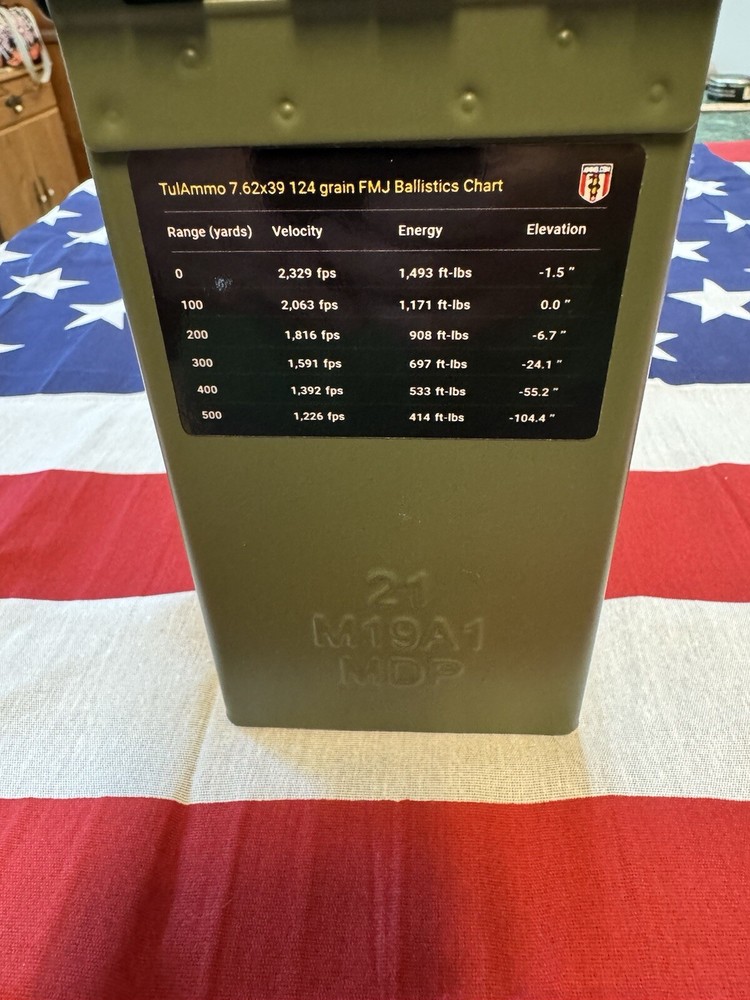 TulAmmo 7.62x39 124 grain FMJ Ballistics Chart
AMMO.COM
Range (yards) Velocity Energy Elevation
0 2,329 fps 1,493 ft-lbs -1.5 "
100 2,063 fps 1,171 ft-lbs 0.0 "
200 1,816 fps 908 ft-lbs -6.7 "
300 1,591 fps 697 ft-lbs -24.1 "
400 1,392 fps 533 ft-lbs -55.2 "
500 1,226 fps 414 ft-lbs -104.4 "
21
M19A1
MDP